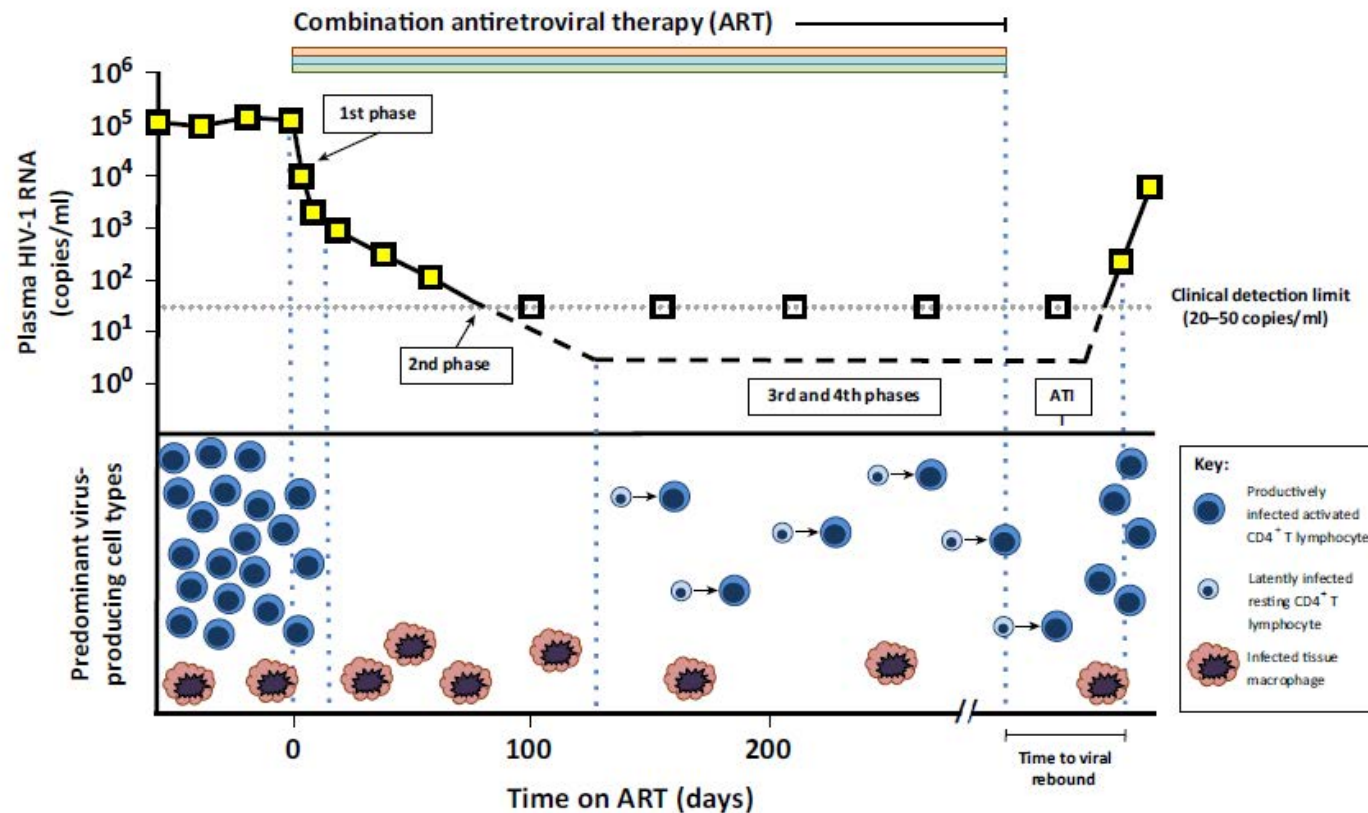 Combination antiretroviral therapy (ART)
10⁶
10⁵
10⁴
10³
10²
10¹
10⁰
Plasma HIV-1 RNA
(copies/ml)
1st phase
2nd phase
3rd and 4th phases
ATI
Clinical detection limit
(20–50 copies/ml)
Predominant virus-
producing cell types
Key:
Productively
infected activated
CD4⁺ T lymphocyte
Latently infected
resting CD4⁺ T
lymphocyte
Infected tissue
macrophage
0
100
200
Time to viral
rebound
Time on ART (days)